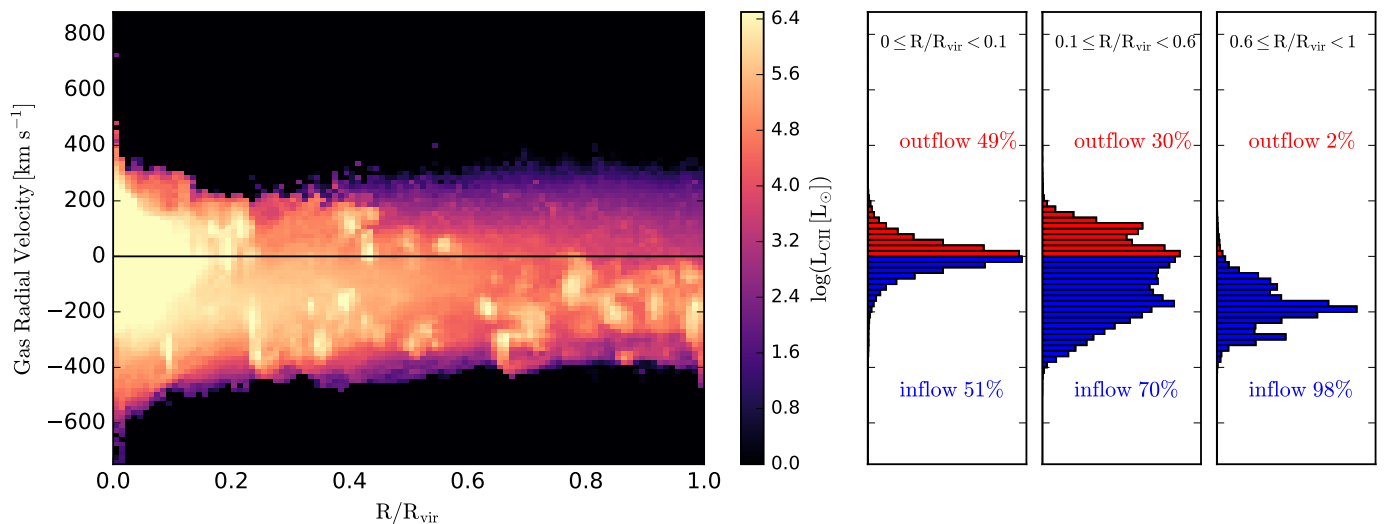 Gas Radial Velocity [km s⁻¹]
800
600
400
200
0
−200
−400
−600
0.0
0.2
0.4
0.6
0.8
1.0
R/R_vir
6.4
5.6
4.8
4.0
3.2
2.4
1.6
0.8
0.0
log(L_CII [L_⊙])
0 ≤ R/R_vir < 0.1
outflow 49%
inflow 51%
0.1 ≤ R/R_vir < 0.6
outflow 30%
inflow 70%
0.6 ≤ R/R_vir < 1
outflow 2%
inflow 98%